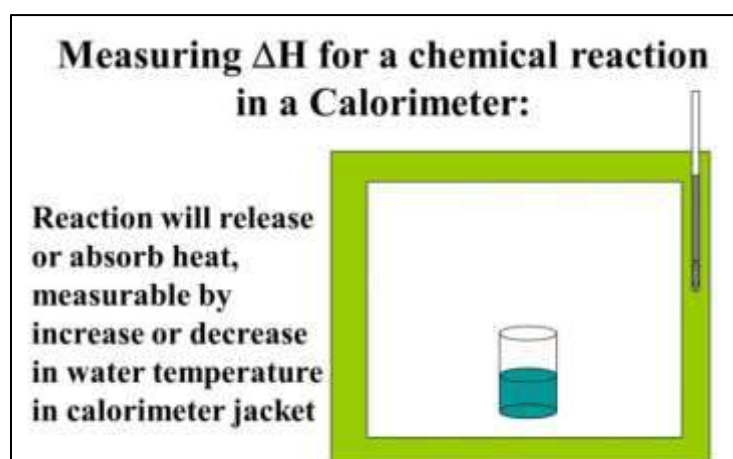 Measuring ΔH for a chemical reaction
in a Calorimeter:
Reaction will release
or absorb heat,
measurable by
increase or decrease
in water temperature
in calorimeter jacket